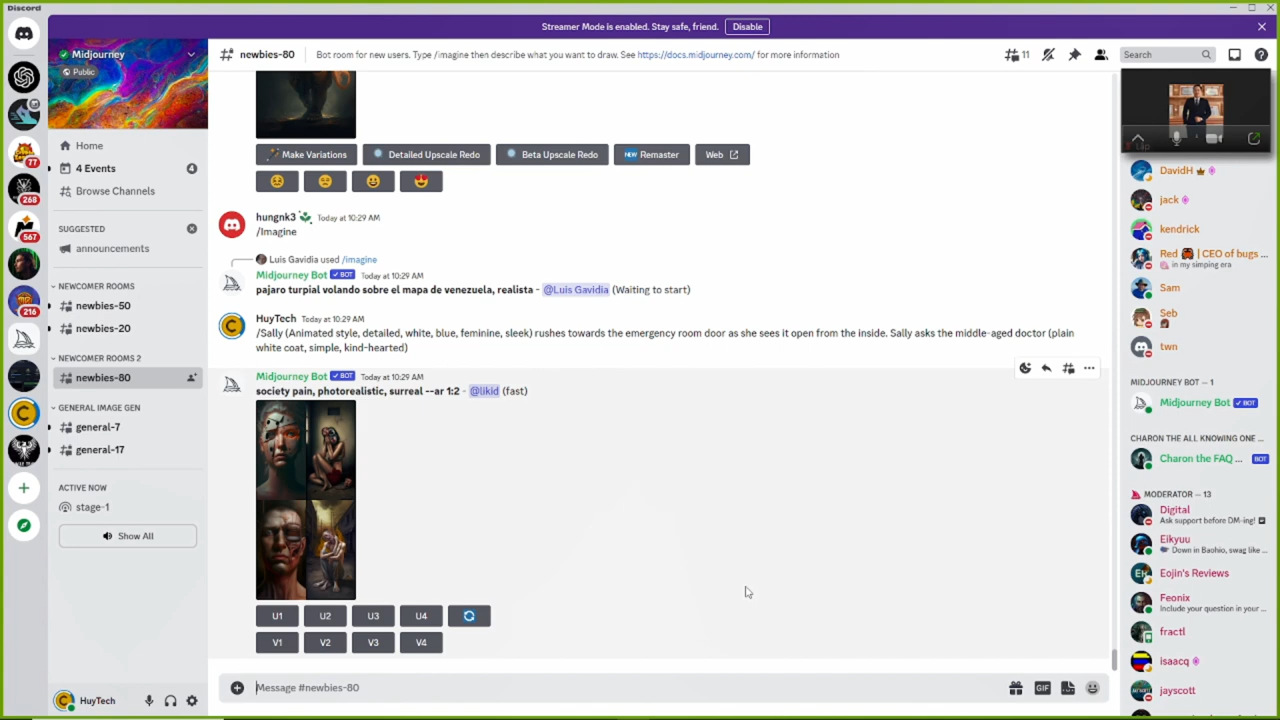 Discord
Streamer Mode is enabled. Stay safe, friend.
Disable
Midjourney
Public
newbies-80
Bot room for new users. Type /imagine then describe what you want to draw. See https://docs.midjourney.com/ for more information
11
Search
Home
4 Events
4
Browse Channels
SUGGESTED
announcements
NEWCOMER ROOMS
newbies-50
newbies-20
NEWCOMER ROOMS 2
newbies-80
GENERAL IMAGE GEN
general-7
general-17
ACTIVE NOW
stage-1
Show All
HuyTech
77
268
567
216
Make Variations
Detailed Upscale Redo
Beta Upscale Redo
NEW Remaster
Web
hungnk3 Today at 10:29 AM
/Imagine
Luis Gavidia used /imagine
Midjourney Bot BOT Today at 10:29 AM
pajaro turpial volando sobre el mapa de venezuela, realista - @Luis Gavidia (Waiting to start)
HuyTech Today at 10:29 AM
/Sally (Animated style, detailed, white, blue, feminine, sleek) rushes towards the emergency room door as she sees it open from the inside. Sally asks the middle-aged doctor (plain
white coat, simple, kind-hearted)
Midjourney Bot BOT Today at 10:29 AM
society pain, photorealistic, surreal --ar 1:2 - @likid (fast)
U1
U2
U3
U4
V1
V2
V3
V4
Message #newbies-80
GIF
DavidH
jack
kendrick
Red | CEO of bugs ...
in my simping era
Sam
Seb
twn
MIDJOURNEY BOT — 1
Midjourney Bot BOT
CHARON THE ALL KNOWING ONE ...
Charon the FAQ ... BOT
MODERATOR — 13
Digital
Ask support before DM-ing!
Eikyuu
Down in Baohio, swag like ...
Eojin's Reviews
Feonix
Include your question in your ...
fractl
isaacq
jayscott